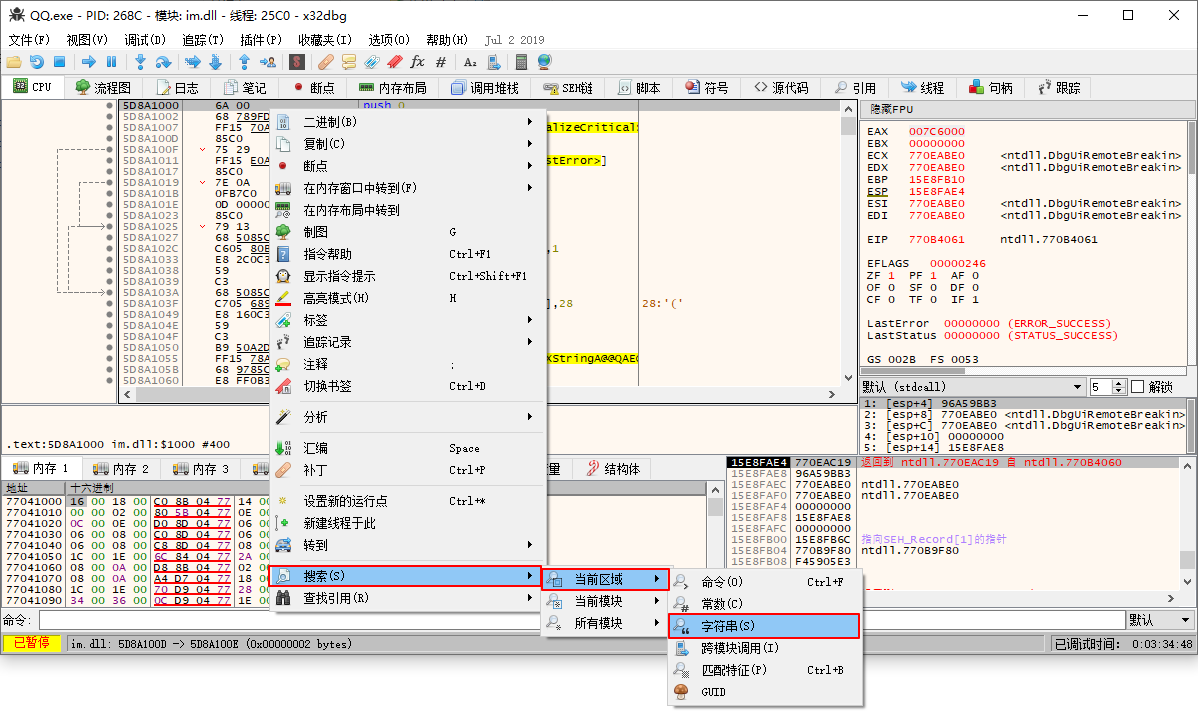 QQ.exe - PID: 268C - 模块: im.dll - 线程: 25C0 - x32dbg
文件(F) 视图(V) 调试(D) 追踪(T) 插件(P) 收藏夹(I) 选项(O) 帮助(H) Jul 2 2019
CPU 流程图 日志 笔记 断点 内存布局 调用堆栈 SEH链 脚本 符号 源代码 引用 线程 句柄 跟踪
5D8A1000 6A 00 push 0
5D8A1002 68 789FD
5D8A1007 FF15 70A alizeCriticalS
5D8A100D 85C0
5D8A100F 75 29
5D8A1011 FF15 E0A stError>]
5D8A1017 85C0
5D8A1019 7E 0A
5D8A101B 0FB7C0
5D8A101E 0D 00000
5D8A1023 85C0
5D8A1025 79 13
5D8A1027 68 5085C
5D8A102C C605 80B ,1
5D8A1033 E8 2C0C3
5D8A1038 59
5D8A1039 C3
5D8A103A 68 5085C
5D8A103F C705 689 ],28 28:'('
5D8A1049 E8 160C3
5D8A104E 59
5D8A104F C3
5D8A1050 B9 50A2D
5D8A1055 FF15 78A XStringA@@QAE
5D8A105B 68 9785C
5D8A1060 E8 FF0B3
二进制(B)
复制(C)
断点
在内存窗口中转到(F)
在内存布局中转到
制图 G
指令帮助 Ctrl+F1
显示指令提示 Ctrl+Shift+F1
高亮模式(H) H
标签
追踪记录
注释 ;
切换书签 Ctrl+D
分析
汇编 Space
补丁 Ctrl+P
设置新的运行点 Ctrl+*
新建线程于此
转到
搜索(S)
查找引用(R)
当前区域
当前模块
所有模块
命令(O) Ctrl+F
常数(C)
字符串(S)
跨模块调用(I)
匹配特征(P) Ctrl+B
GUID
隐藏FPU
EAX 007C6000
EBX 00000000
ECX 770EABE0 <ntdll.DbgUiRemoteBreakin>
EDX 770EABE0 <ntdll.DbgUiRemoteBreakin>
EBP 15E8FB10
ESP 15E8FAE4
ESI 770EABE0 <ntdll.DbgUiRemoteBreakin>
EDI 770EABE0 <ntdll.DbgUiRemoteBreakin>
EIP 770B4061 ntdll.770B4061
EFLAGS 00000246
ZF 1 PF 1 AF 0
OF 0 SF 0 DF 0
CF 0 TF 0 IF 1
LastError 00000000 (ERROR_SUCCESS)
LastStatus 00000000 (STATUS_SUCCESS)
GS 002B FS 0053
默认 (stdcall) 5 解锁
1: [esp+4] 96A59BB3
2: [esp+8] 770EABE0 <ntdll.DbgUiRemoteBreakin>
3: [esp+C] 770EABE0 <ntdll.DbgUiRemoteBreakin>
4: [esp+10] 00000000
5: [esp+14] 15E8FAE8
.text:5D8A1000 im.dll:$1000 #400
内存 1 内存 2 内存 3 量 结构体
地址 十六进制
77041000 16 00 18 00 C0 8B 04 77 14 00
77041010 00 00 02 00 80 5B 04 77 0E 00
77041020 0C 00 0E 00 D0 8D 04 77 06 00
77041030 06 00 08 00 C0 8D 04 77 06 00
77041040 06 00 08 00 C8 8D 04 77 06 00
77041050 1C 00 1E 00 6C 84 04 77 2A 00
77041060 08 00 0A 00 D8 8B 04 77 02 00
77041070 08 00 0A 00 A4 D7 04 77 18 00
77041080 1C 00 1E 00 70 D9 04 77 28 00
77041090 34 00 36 00 0C D9 04 77 1E 00
15E8FAE4 770EAC19 返回到 ntdll.770EAC19 自 ntdll.770B4060
15E8FAE8 96A59BB3
15E8FAEC 770EABE0 ntdll.770EABE0
15E8FAF0 770EABE0 ntdll.770EABE0
15E8FAF4 00000000
15E8FAF8 15E8FAE8
15E8FAFC 00000000
15E8FB00 15E8FB6C 指向SEH_Record[1]的指针
15E8FB04 770B9F80 ntdll.770B9F80
15E8FB08 F45905E3
命令: 默认
已暂停 im.dll: 5D8A100D -> 5D8A100E (0x00000002 bytes) 已调试时间: 0:03:34:48